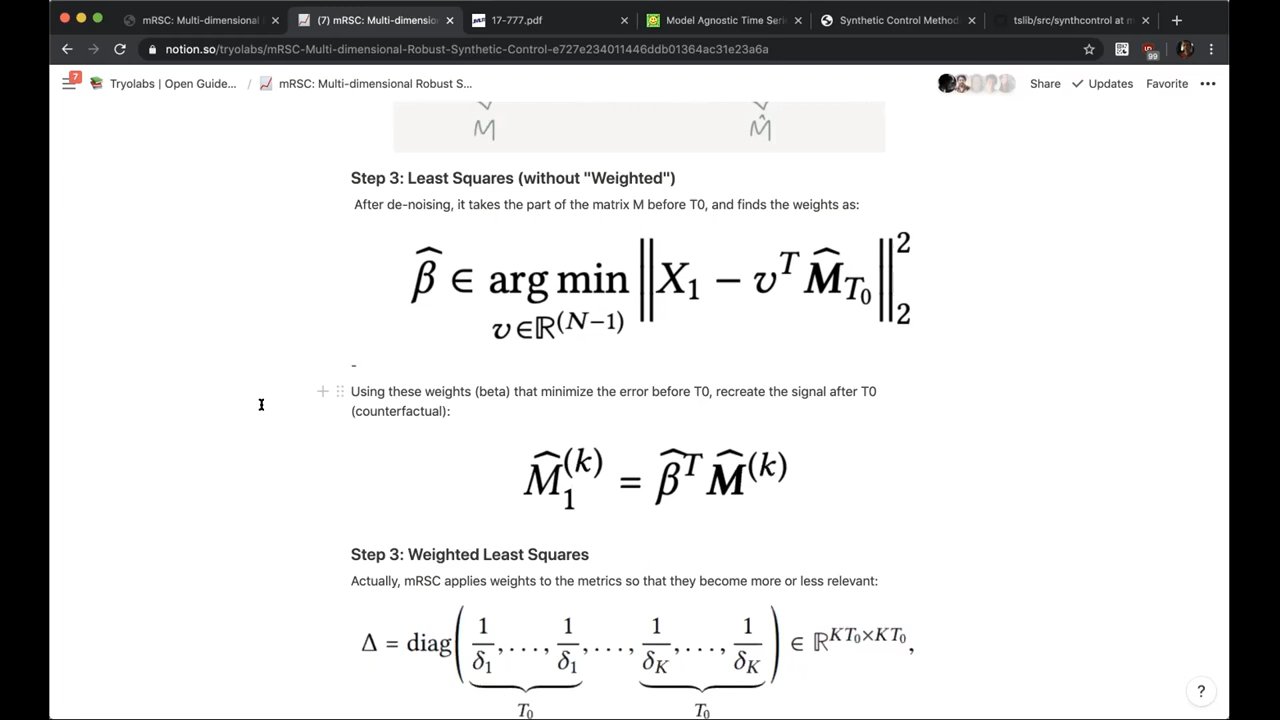 mRSC: Multi-dimensional
(7) mRSC: Multi-dimensio
17-777.pdf
Model Agnostic Time Seri
Synthetic Control Method
tslib/src/synthcontrol at m
notion.so/tryolabs/mRSC-Multi-dimensional-Robust-Synthetic-Control-e727e234011446ddb01364ac31e23a6a
99
7
Tryolabs | Open Guide... / mRSC: Multi-dimensional Robust S...
Share Updates Favorite
M M̂
Step 3: Least Squares (without "Weighted")
After de-noising, it takes the part of the matrix M before T0, and finds the weights as:
β̂ ∈ arg min ‖X₁ − vᵀ M̂_{T₀}‖₂²
v∈ℝ^(N−1)
-
Using these weights (beta) that minimize the error before T0, recreate the signal after T0
(counterfactual):
M̂₁^(k) = β̂ᵀ M̂^(k)
Step 3: Weighted Least Squares
Actually, mRSC applies weights to the metrics so that they become more or less relevant:
Δ = diag(1/δ₁, . . . , 1/δ₁, . . . , 1/δ_K, . . . , 1/δ_K) ∈ ℝ^{KT₀×KT₀},
T₀ T₀
?